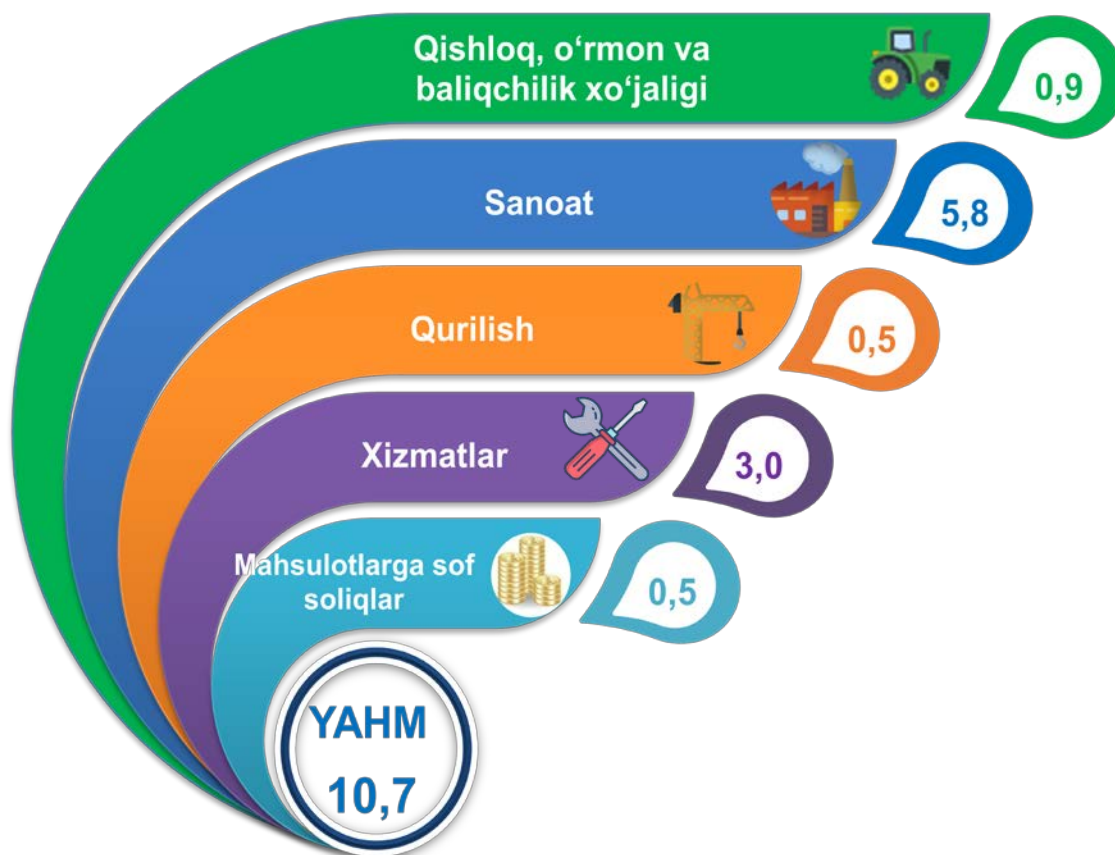 Qishloq, o‘rmon va
baliqchilik xo‘jaligi
0,9
Sanoat
5,8
Qurilish
0,5
Xizmatlar
3,0
Mahsulotlarga sof
soliqlar
0,5
YAHM
10,7